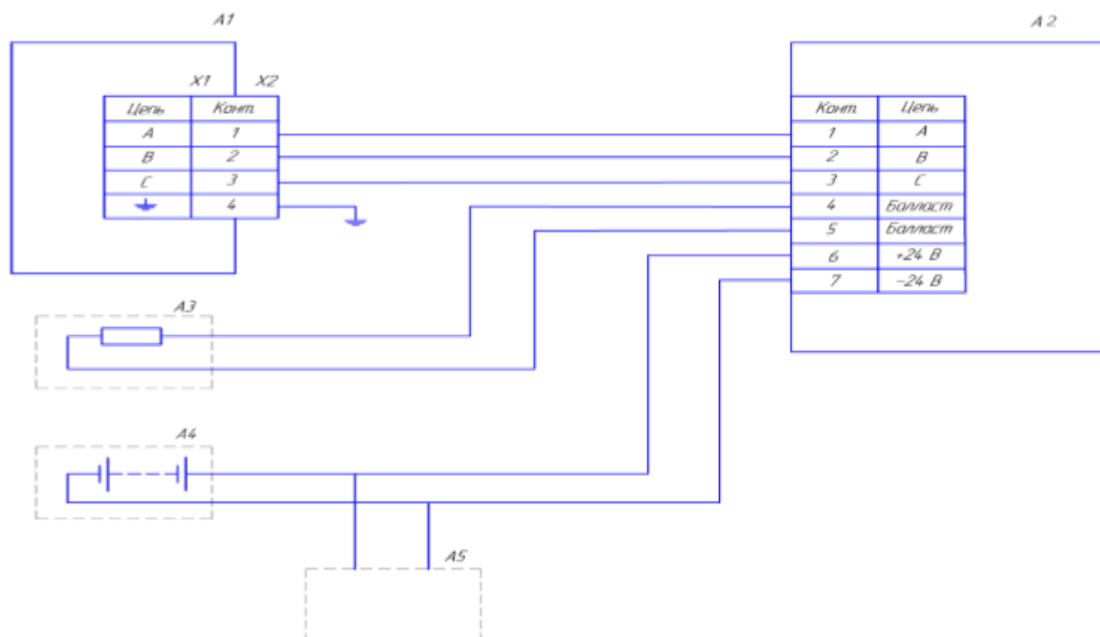 A1
A 2
X1 X2
Цепь Конт.
A 1
B 2
C 3
4
Конт. Цепь
1 A
2 B
3 C
4 Балласт
5 Балласт
6 +24 В
7 −24 В
A3
A4
A5